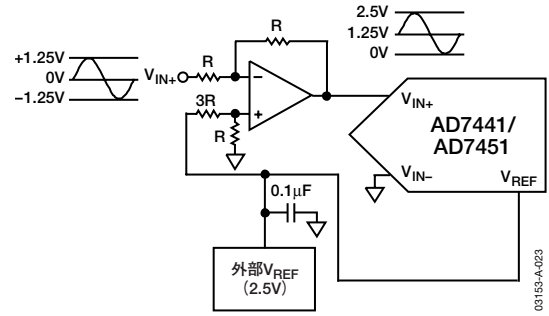 2.5V
1.25V
0V
+1.25V
0V
−1.25V
VIN+
R
R
−
+
3R
R
VIN+
AD7441/
AD7451
VIN−
VREF
0.1μF
外部VREF
(2.5V)
03153-A-023